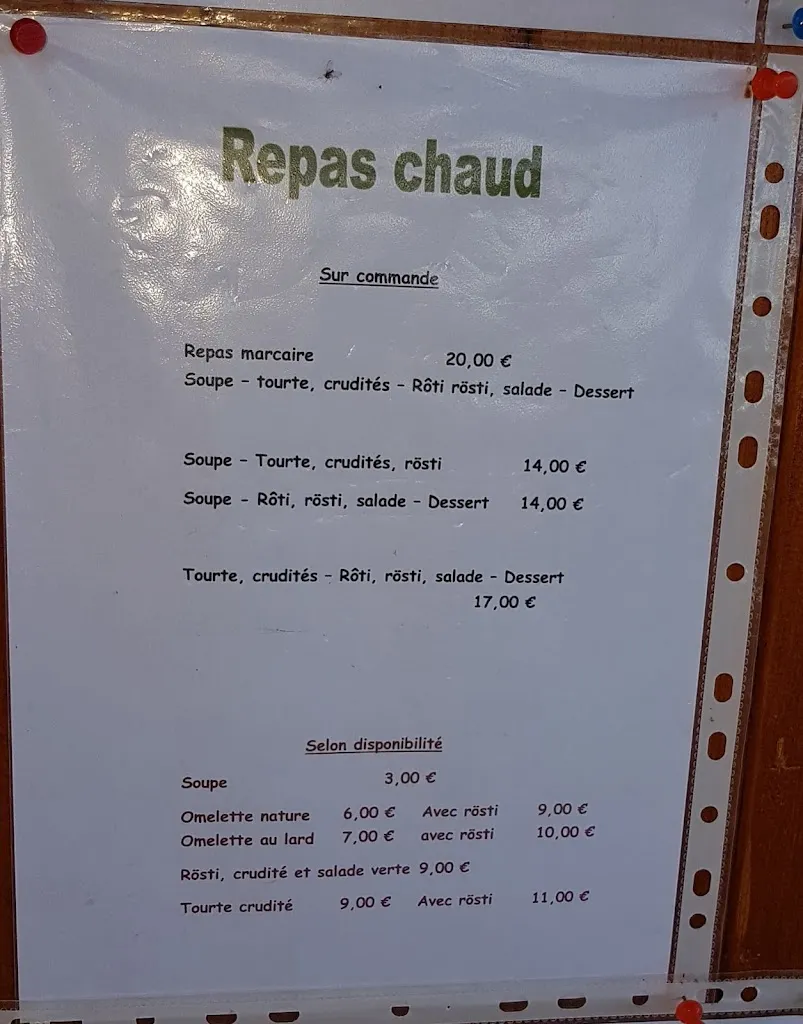 Repas chaud
Sur commande
Repas marcaire 20,00 €
Soupe - tourte, crudités - Rôti rösti, salade - Dessert
Soupe - Tourte, crudités, rösti 14,00 €
Soupe - Rôti, rösti, salade - Dessert 14,00 €
Tourte, crudités - Rôti, rösti, salade - Dessert
17,00 €
Selon disponibilité
Soupe 3,00 €
Omelette nature 6,00 € Avec rösti 9,00 €
Omelette au lard 7,00 € avec rösti 10,00 €
Rösti, crudité et salade verte 9,00 €
Tourte crudité 9,00 € Avec rösti 11,00 €